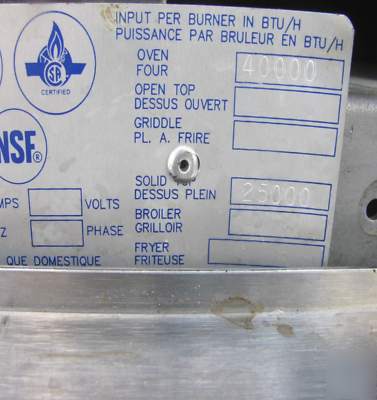 INPUT PER BURNER IN BTU/H
PUISSANCE PAR BRULEUR EN BTU/H
OVEN
FOUR 40000
OPEN TOP
DESSUS OUVERT
GRIDDLE
PL. A. FRIRE
SOLID
DESSUS PLEIN 25000
BROILER
GRILLOIR
FRYER
FRITEUSE
CERTIFIED
NSF®
MPS VOLTS
Z PHASE
QUE DOMESTIQUE